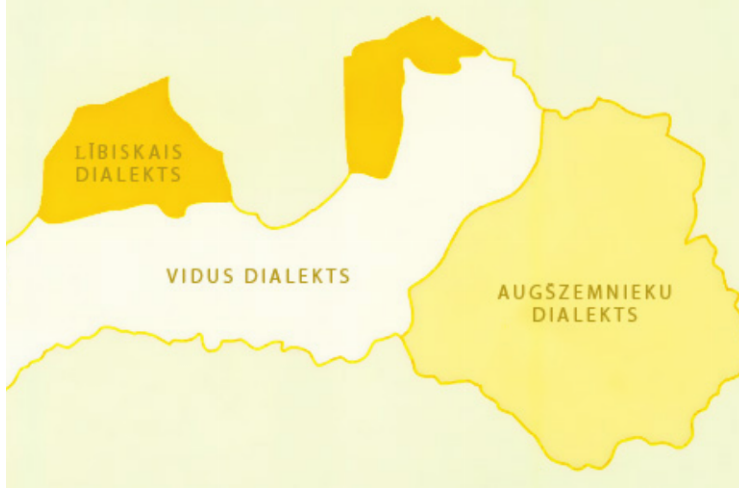 LĪBISKAIS
DIALEKTS
VIDUS DIALEKTS
AUGŠZEMNIEKU
DIALEKTS